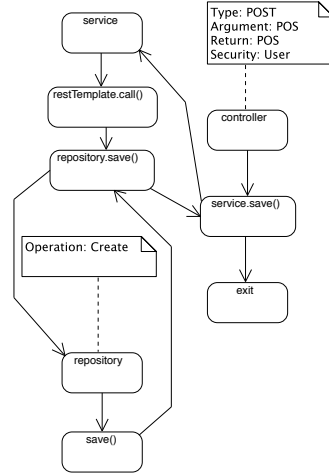 service
Type: POST
Argument: POS
Return: POS
Security: User
restTemplate.call()
controller
repository.save()
service.save()
Operation: Create
exit
repository
save()